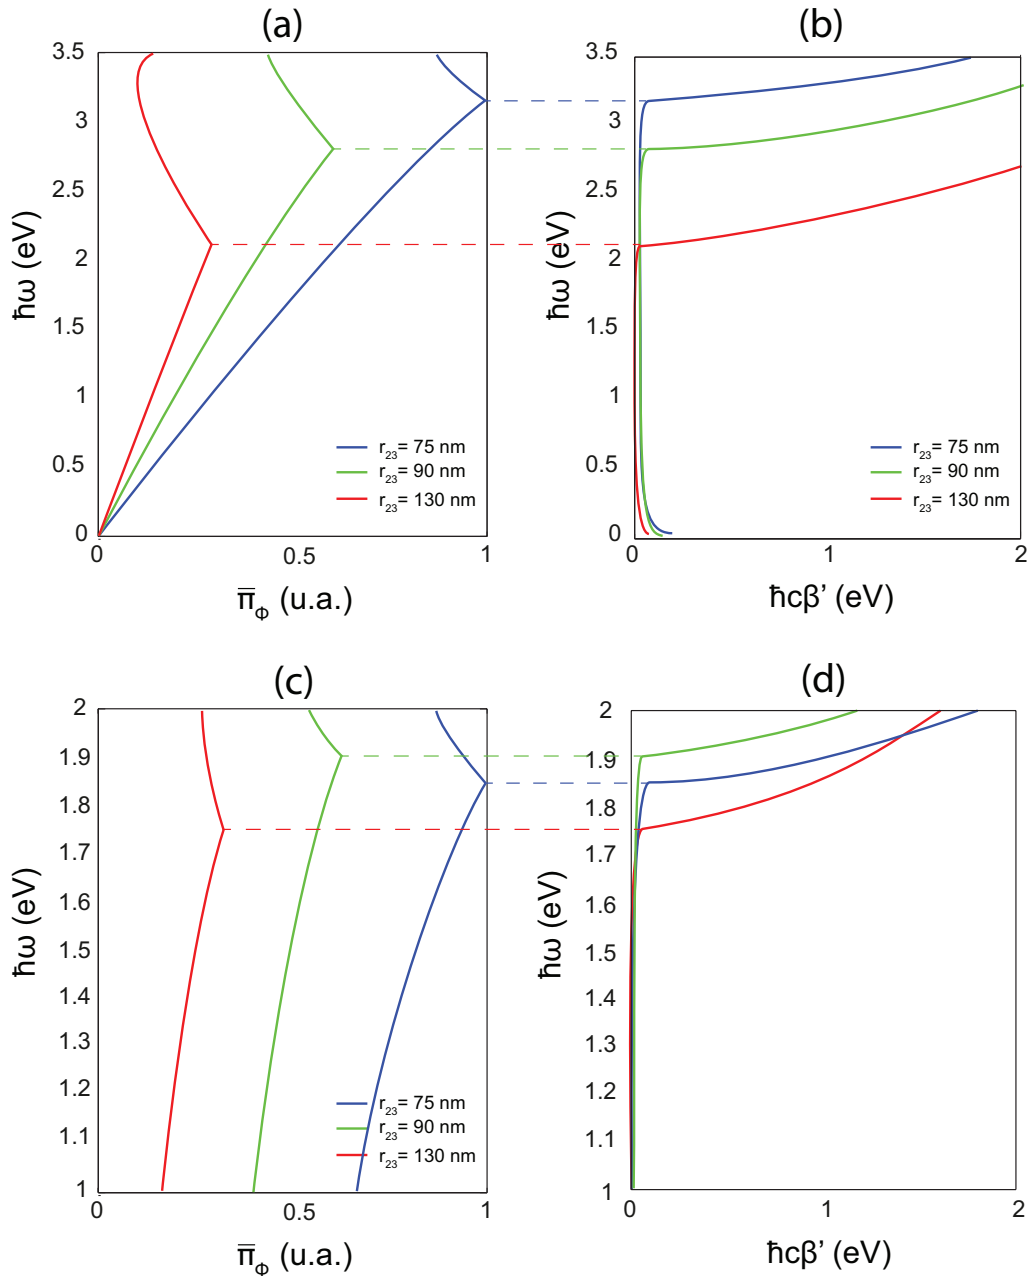 (a)
(b)
3.5
3
2.5
2
1.5
1
0.5
0
ħω (eV)
r₂₃= 75 nm
r₂₃= 90 nm
r₂₃= 130 nm
0
0.5
1
π̅_Φ (u.a.)
3.5
3
2.5
2
1.5
1
0.5
0
ħω (eV)
r₂₃= 75 nm
r₂₃= 90 nm
r₂₃= 130 nm
0
1
2
ħcβ’ (eV)
(c)
(d)
2
1.9
1.8
1.7
1.6
1.5
1.4
1.3
1.2
1.1
1
ħω (eV)
r₂₃= 75 nm
r₂₃= 90 nm
r₂₃= 130 nm
0
0.5
1
π̅_Φ (u.a.)
2
1.9
1.8
1.7
1.6
1.5
1.4
1.3
1.2
1.1
1
ħω (eV)
0
1
2
ħcβ’ (eV)